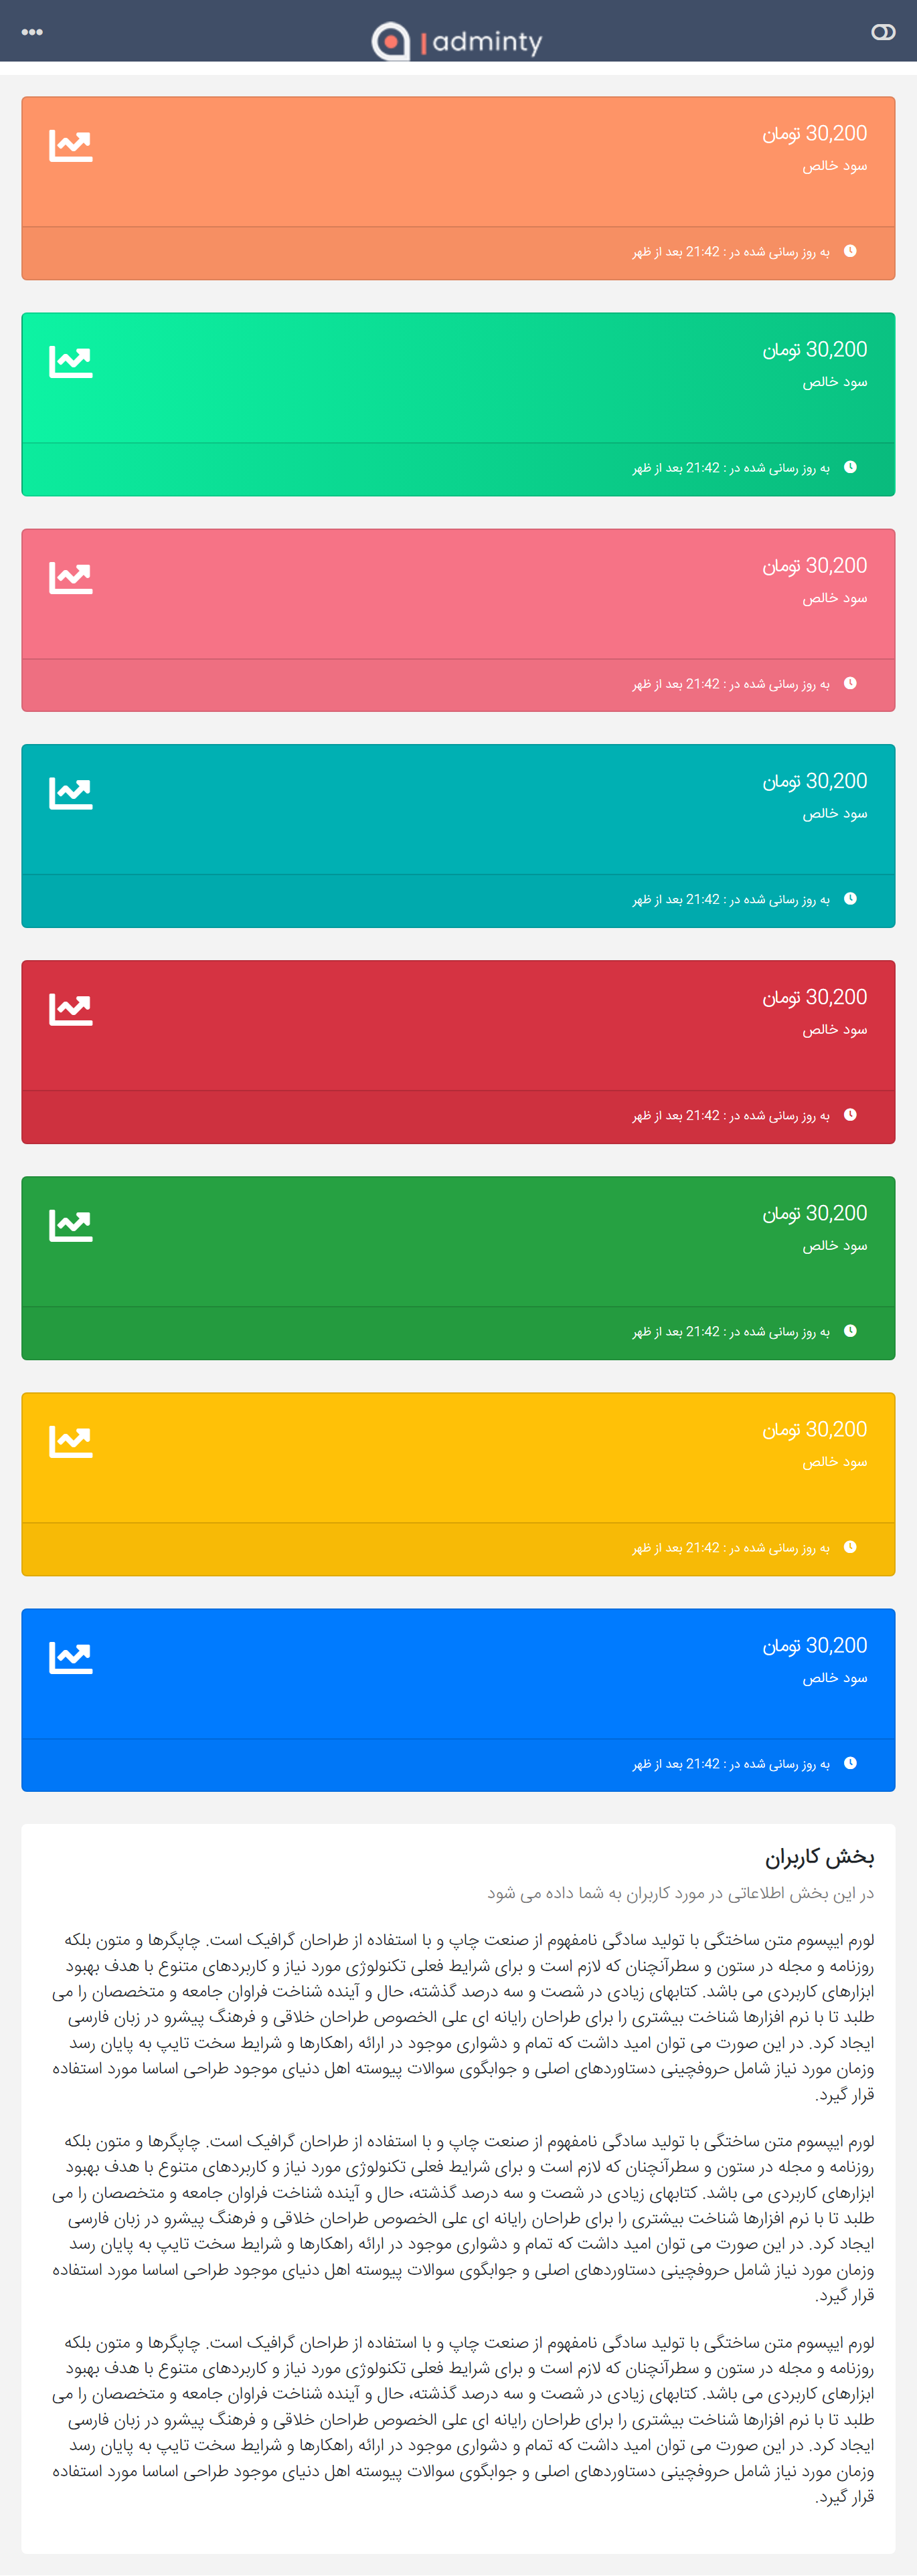 adminty
30,200 تومان
سود خالص
به روز رسانی شده در : 21:42 بعد از ظهر
30,200 تومان
سود خالص
به روز رسانی شده در : 21:42 بعد از ظهر
30,200 تومان
سود خالص
به روز رسانی شده در : 21:42 بعد از ظهر
30,200 تومان
سود خالص
به روز رسانی شده در : 21:42 بعد از ظهر
30,200 تومان
سود خالص
به روز رسانی شده در : 21:42 بعد از ظهر
30,200 تومان
سود خالص
به روز رسانی شده در : 21:42 بعد از ظهر
30,200 تومان
سود خالص
به روز رسانی شده در : 21:42 بعد از ظهر
30,200 تومان
سود خالص
به روز رسانی شده در : 21:42 بعد از ظهر
بخش کاربران
در این بخش اطلاعاتی در مورد کاربران به شما داده می شود
لورم ایپسوم متن ساختگی با تولید سادگی نامفهوم از صنعت چاپ و با استفاده از طراحان گرافیک است. چاپگرها و متون بلکه
روزنامه و مجله در ستون و سطرآنچنان که لازم است و برای شرایط فعلی تکنولوژی مورد نیاز و کاربردهای متنوع با هدف بهبود
ابزارهای کاربردی می باشد. کتابهای زیادی در شصت و سه درصد گذشته، حال و آینده شناخت فراوان جامعه و متخصصان را می
طلبد تا با نرم افزارها شناخت بیشتری را برای طراحان رایانه ای علی الخصوص طراحان خلاقی و فرهنگ پیشرو در زبان فارسی
ایجاد کرد. در این صورت می توان امید داشت که تمام و دشواری موجود در ارائه راهکارها و شرایط سخت تایپ به پایان رسد
وزمان مورد نیاز شامل حروفچینی دستاوردهای اصلی و جوابگوی سوالات پیوسته اهل دنیای موجود طراحی اساسا مورد استفاده
قرار گیرد.
لورم ایپسوم متن ساختگی با تولید سادگی نامفهوم از صنعت چاپ و با استفاده از طراحان گرافیک است. چاپگرها و متون بلکه
روزنامه و مجله در ستون و سطرآنچنان که لازم است و برای شرایط فعلی تکنولوژی مورد نیاز و کاربردهای متنوع با هدف بهبود
ابزارهای کاربردی می باشد. کتابهای زیادی در شصت و سه درصد گذشته، حال و آینده شناخت فراوان جامعه و متخصصان را می
طلبد تا با نرم افزارها شناخت بیشتری را برای طراحان رایانه ای علی الخصوص طراحان خلاقی و فرهنگ پیشرو در زبان فارسی
ایجاد کرد. در این صورت می توان امید داشت که تمام و دشواری موجود در ارائه راهکارها و شرایط سخت تایپ به پایان رسد
وزمان مورد نیاز شامل حروفچینی دستاوردهای اصلی و جوابگوی سوالات پیوسته اهل دنیای موجود طراحی اساسا مورد استفاده
قرار گیرد.
لورم ایپسوم متن ساختگی با تولید سادگی نامفهوم از صنعت چاپ و با استفاده از طراحان گرافیک است. چاپگرها و متون بلکه
روزنامه و مجله در ستون و سطرآنچنان که لازم است و برای شرایط فعلی تکنولوژی مورد نیاز و کاربردهای متنوع با هدف بهبود
ابزارهای کاربردی می باشد. کتابهای زیادی در شصت و سه درصد گذشته، حال و آینده شناخت فراوان جامعه و متخصصان را می
طلبد تا با نرم افزارها شناخت بیشتری را برای طراحان رایانه ای علی الخصوص طراحان خلاقی و فرهنگ پیشرو در زبان فارسی
ایجاد کرد. در این صورت می توان امید داشت که تمام و دشواری موجود در ارائه راهکارها و شرایط سخت تایپ به پایان رسد
وزمان مورد نیاز شامل حروفچینی دستاوردهای اصلی و جوابگوی سوالات پیوسته اهل دنیای موجود طراحی اساسا مورد استفاده
قرار گیرد.